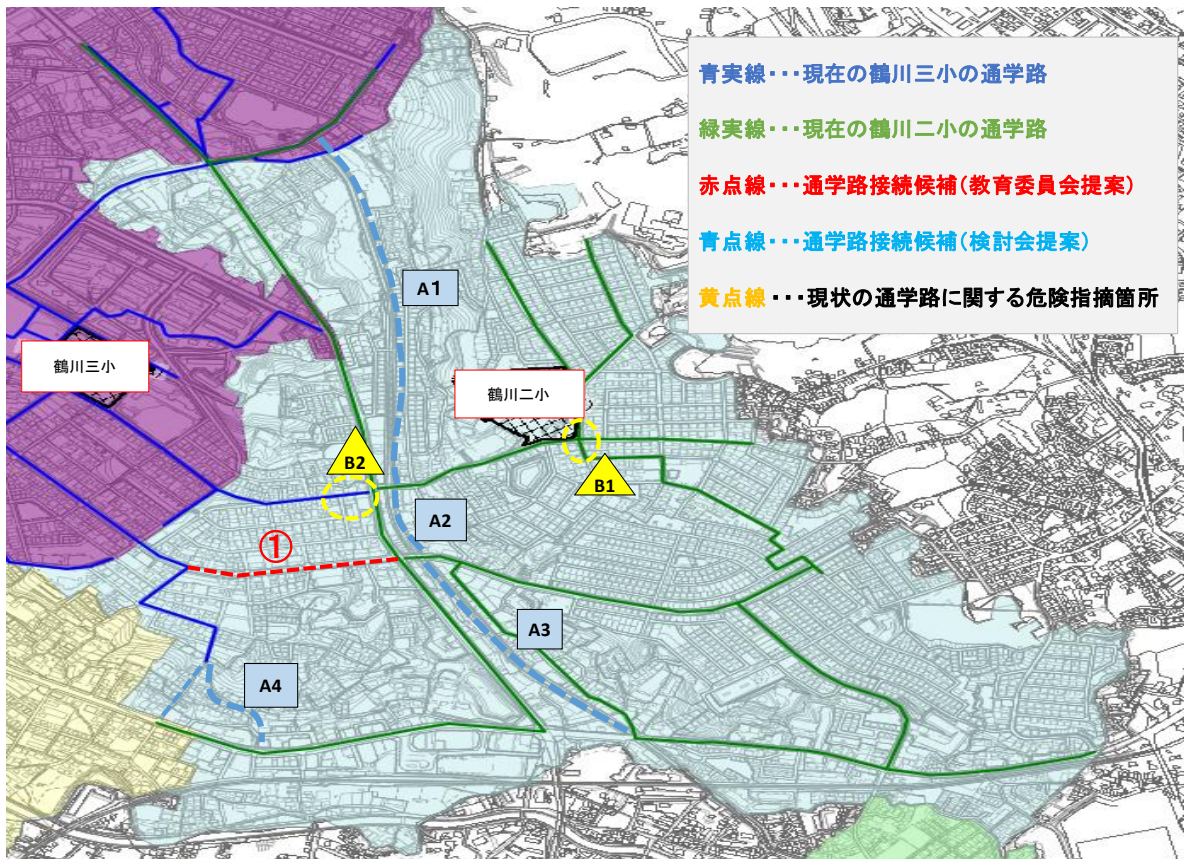 青実線・・・現在の鶴川三小の通学路
緑実線・・・現在の鶴川二小の通学路
赤点線・・・通学路接続候補(教育委員会提案)
青点線・・・通学路接続候補(検討会提案)
黄点線・・・現状の通学路に関する危険指摘箇所
A1
鶴川三小
鶴川二小
B2
B1
A2
①
A3
A4